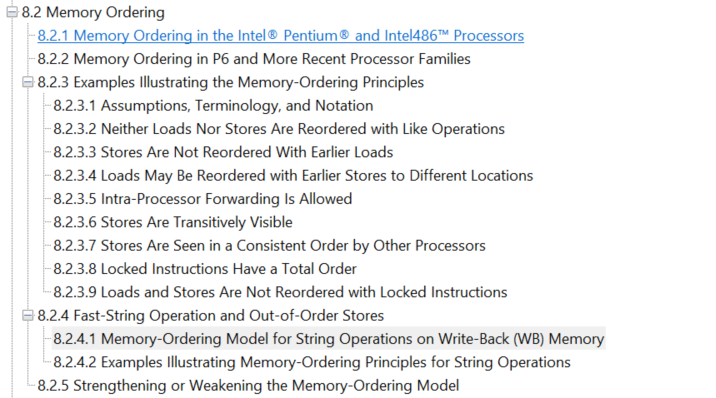 8.2 Memory Ordering
8.2.1 Memory Ordering in the Intel® Pentium® and Intel486™ Processors
8.2.2 Memory Ordering in P6 and More Recent Processor Families
8.2.3 Examples Illustrating the Memory-Ordering Principles
8.2.3.1 Assumptions, Terminology, and Notation
8.2.3.2 Neither Loads Nor Stores Are Reordered with Like Operations
8.2.3.3 Stores Are Not Reordered With Earlier Loads
8.2.3.4 Loads May Be Reordered with Earlier Stores to Different Locations
8.2.3.5 Intra-Processor Forwarding Is Allowed
8.2.3.6 Stores Are Transitively Visible
8.2.3.7 Stores Are Seen in a Consistent Order by Other Processors
8.2.3.8 Locked Instructions Have a Total Order
8.2.3.9 Loads and Stores Are Not Reordered with Locked Instructions
8.2.4 Fast-String Operation and Out-of-Order Stores
8.2.4.1 Memory-Ordering Model for String Operations on Write-Back (WB) Memory
8.2.4.2 Examples Illustrating Memory-Ordering Principles for String Operations
8.2.5 Strengthening or Weakening the Memory-Ordering Model